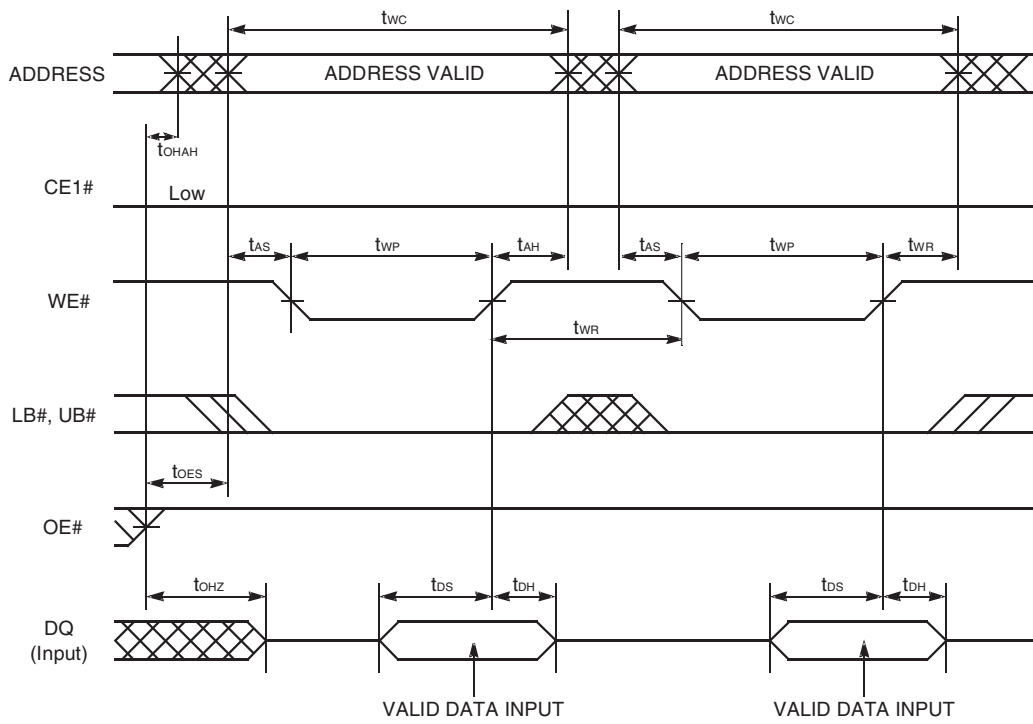 tWC tWC
ADDRESS ADDRESS VALID ADDRESS VALID
tOHAH
CE1# Low
tAS tWP tAH tAS tWP tWR
WE#
tWR
LB#, UB#
tOES
OE#
tOHZ tDS tDH tDS tDH
DQ
(Input)
VALID DATA INPUT VALID DATA INPUT